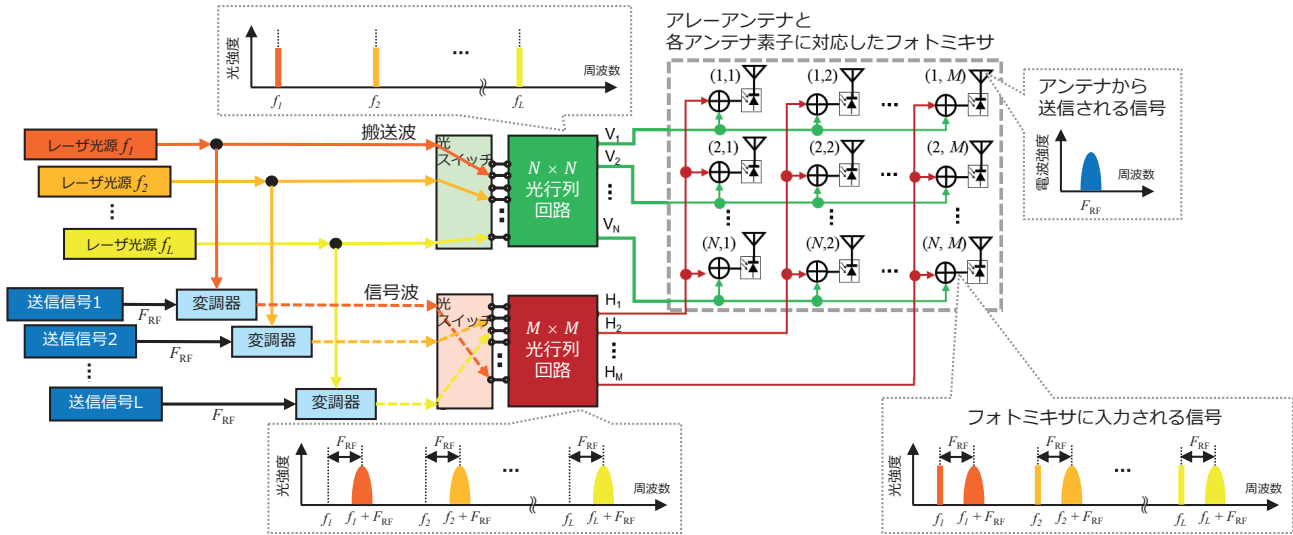 光強度
f1
f2
...
fL
周波数
アレーアンテナと
各アンテナ素子に対応したフォトミキサ
(1,1)
(1,2)
(1, M)
(2,1)
(2,2)
(2, M)
(N,1)
(N,2)
(N, M)
アンテナから
送信される信号
電波強度
周波数
FRF
レーザ光源 f1
レーザ光源 f2
レーザ光源 fL
搬送波
光
スイッチ
N × N
光行列
回路
V1
V2
VN
送信信号1
FRF
変調器
信号波
送信信号2
FRF
変調器
送信信号L
FRF
変調器
光
スイッチ
M × M
光行列
回路
H1
H2
HM
光強度
FRF
FRF
...
FRF
周波数
f1
f1 + FRF
f2
f2 + FRF
fL
fL + FRF
フォトミキサに入力される信号
光強度
FRF
FRF
...
FRF
周波数
f1
f1 + FRF
f2
f2 + FRF
fL
fL + FRF